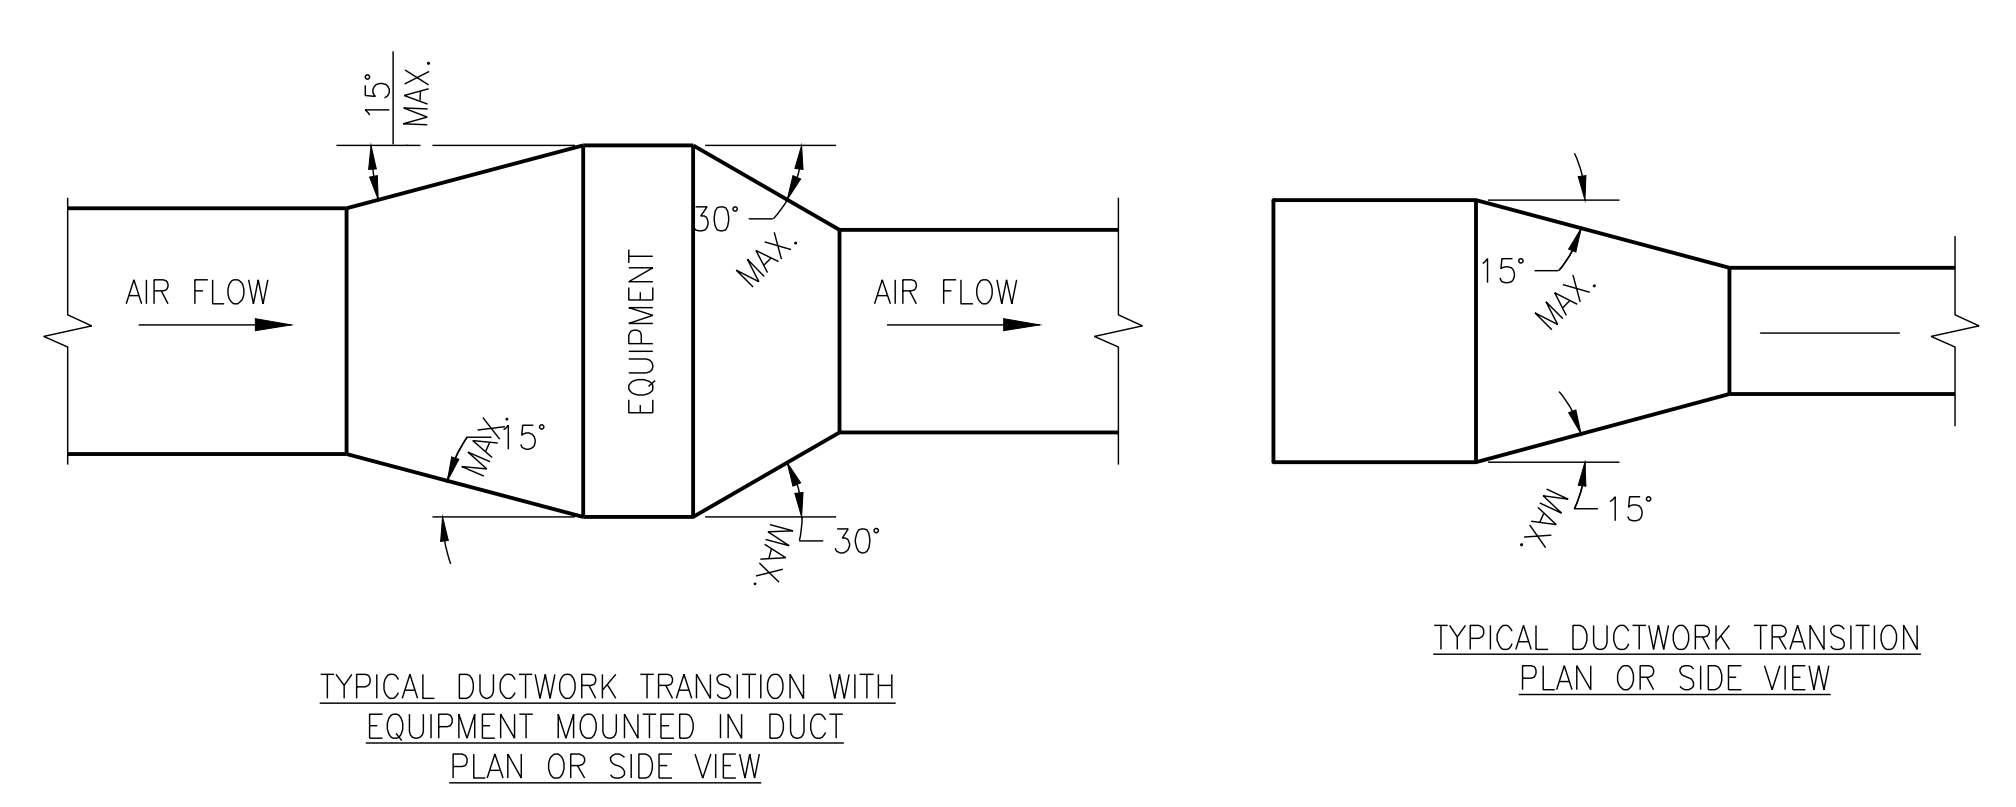 15°
MAX.
30°
MAX.
AIR FLOW
EQUIPMENT
AIR FLOW
MAX.
15°
MAX.
30°
TYPICAL DUCTWORK TRANSITION WITH
EQUIPMENT MOUNTED IN DUCT
PLAN OR SIDE VIEW
15°
MAX.
MAX.
15°
TYPICAL DUCTWORK TRANSITION
PLAN OR SIDE VIEW